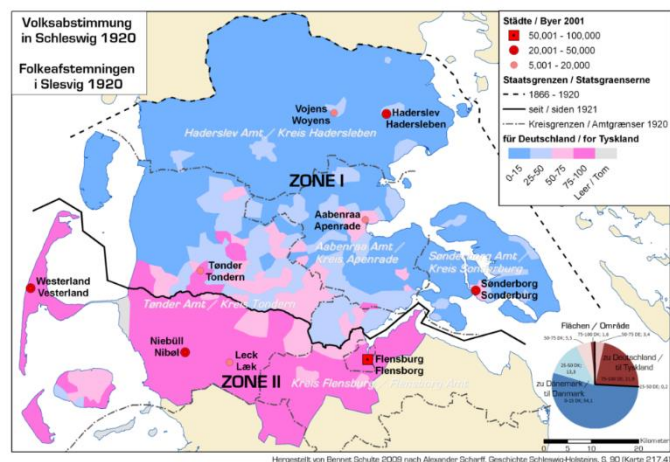 Volksabstimmung
in Schleswig 1920
Folkeafstemningen
i Slesvig 1920
Städte / Byer 2001
50,001 - 100,000
20,001 - 50,000
5,001 - 20,000
Staatsgrenzen / Statsgraenserne
1866 - 1920
seit / siden 1921
Kreisgrenzen / Amtgrænser 1920
für Deutschland / for Tyskland
0-15
25-50
50-75
75-100
Leer / Tom
Vojens
Woyens
Haderslev
Hadersleben
Haderslev Amt / Kreis Hadersleben
ZONE I
Aabenraa
Apenrade
Aabenraa Amt /
Kreis Apenrade
Sønderborg Amt /
Kreis Sonderburg
Tønder
Tondern
Sønderborg
Sonderburg
Westerland
Vesterland
Tønder Amt / Kreis Tondern
Niebüll
Nibøl
Leck
Læk
Flensburg
Flensborg
ZONE II
Kreis Flensburg / Flensborg Amt
Flächen / Område
zu Deutschland /
til Tyskland
zu Dänemark /
til Danmark
0 5 10 20 Kilometer
Hergestellt von Bennet Schulte 2009 nach Alexander Scharff, Geschichte Schleswig-Holsteins, S. 90 (Karte 217.4)